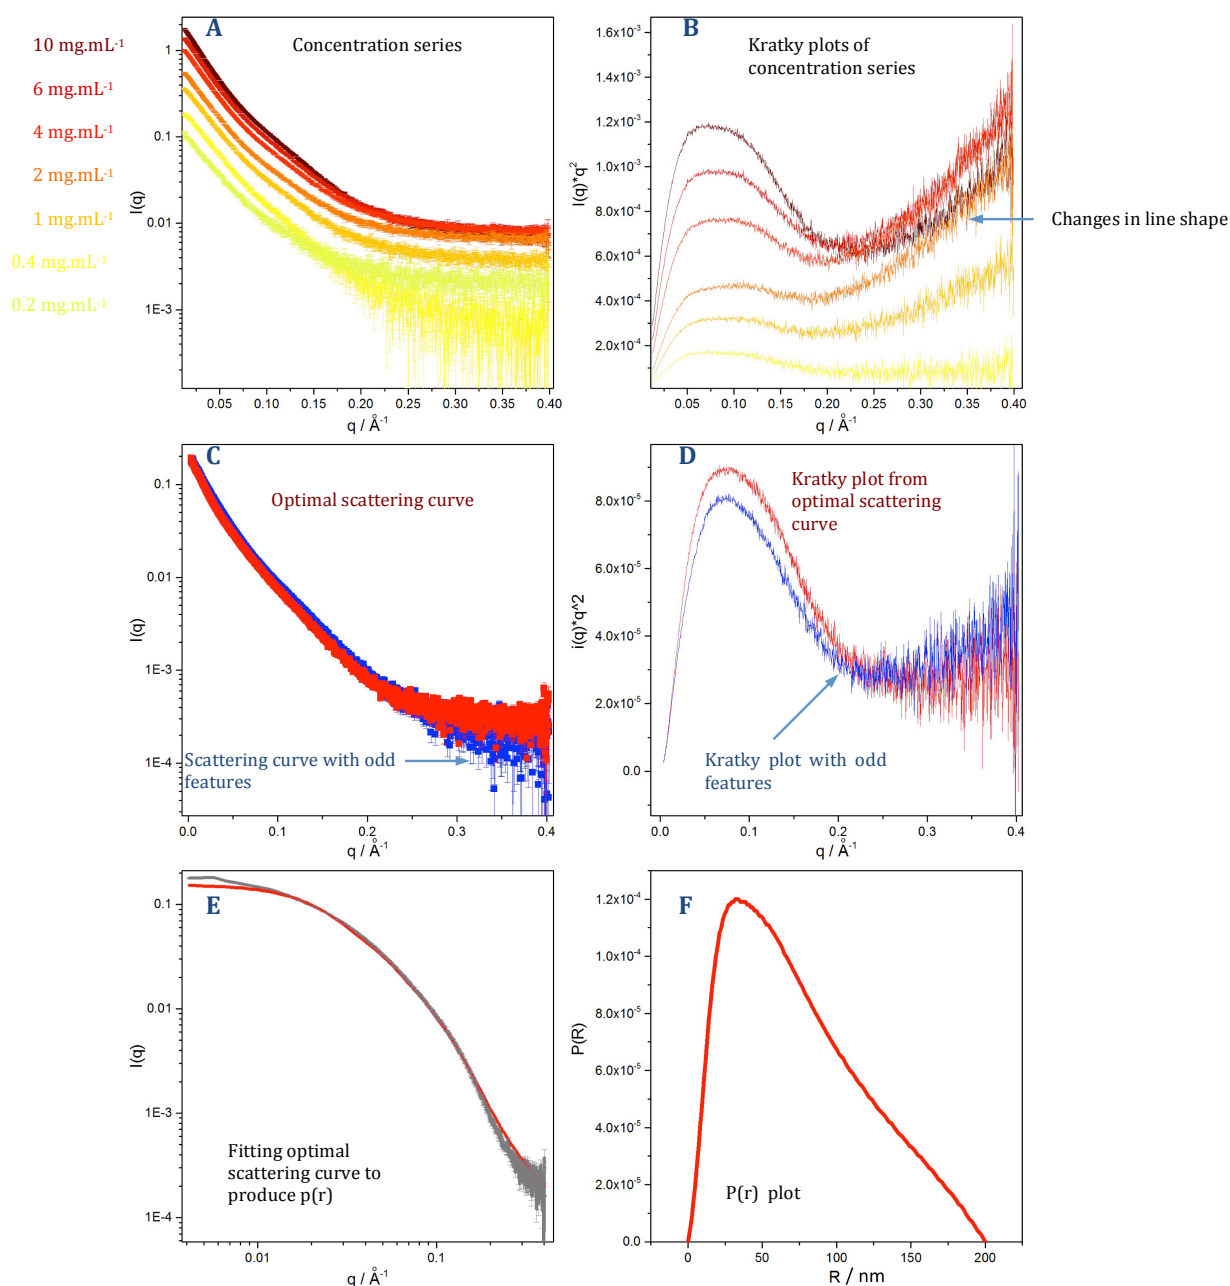 10 mg.mL-1
6 mg.mL-1
4 mg.mL-1
2 mg.mL-1
1 mg.mL-1
0.4 mg.mL-1
0.2 mg.mL-1
A
Concentration series
I(q)
1
0.1
0.01
1E-3
0.05 0.10 0.15 0.20 0.25 0.30 0.35 0.40
q / Å-1
B
Kratky plots of
concentration series
I(q)*q2
1.6x10-3
1.4x10-3
1.2x10-3
1.0x10-3
8.0x10-4
6.0x10-4
4.0x10-4
2.0x10-4
Changes in line shape
0.05 0.10 0.15 0.20 0.25 0.30 0.35 0.40
q / Å-1
C
Optimal scattering curve
I(q)
0.1
0.01
1E-3
1E-4
Scattering curve with odd
features
0.0 0.1 0.2 0.3 0.4
q / Å-1
D
Kratky plot from
optimal scattering
curve
i(q)*q^2
8.0x10-5
6.0x10-5
4.0x10-5
2.0x10-5
0.0
Kratky plot with odd
features
0.0 0.1 0.2 0.3 0.4
q / Å-1
E
I(q)
0.1
0.01
1E-3
1E-4
Fitting optimal
scattering curve to
produce p(r)
0.01 0.1
q / Å-1
F
P(R)
1.2x10-4
1.0x10-4
8.0x10-5
6.0x10-5
4.0x10-5
2.0x10-5
0.0
P(r) plot
0 50 100 150 200
R / nm